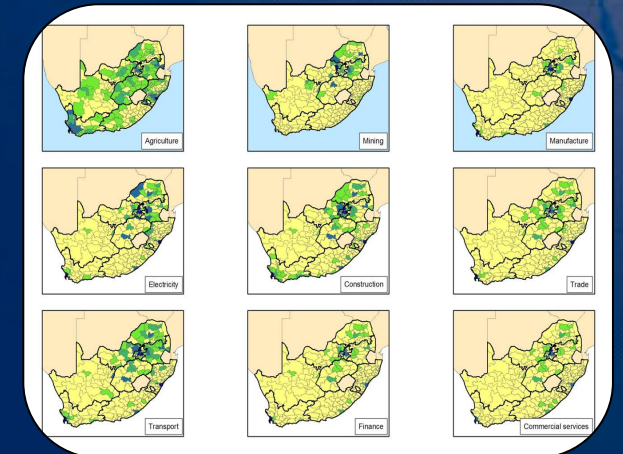 Agriculture
Mining
Manufacture
Electricity
Construction
Trade
Transport
Finance
Commercial services